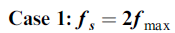 Case 1: fₛ = 2fₘₐₓ